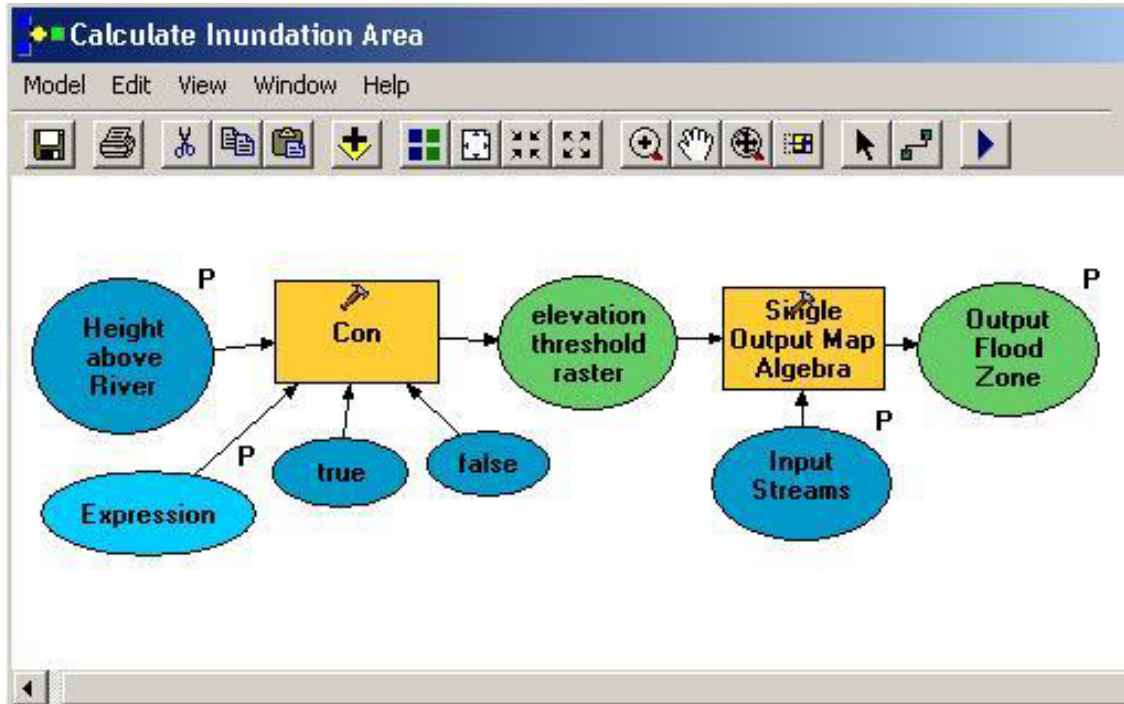 Calculate Inundation Area
Model Edit View Window Help
P
Height
above
River
Con
elevation
threshold
raster
Single
Output Map
Algebra
P
Output
Flood
Zone
P
Expression
true
false
P
Input
Streams